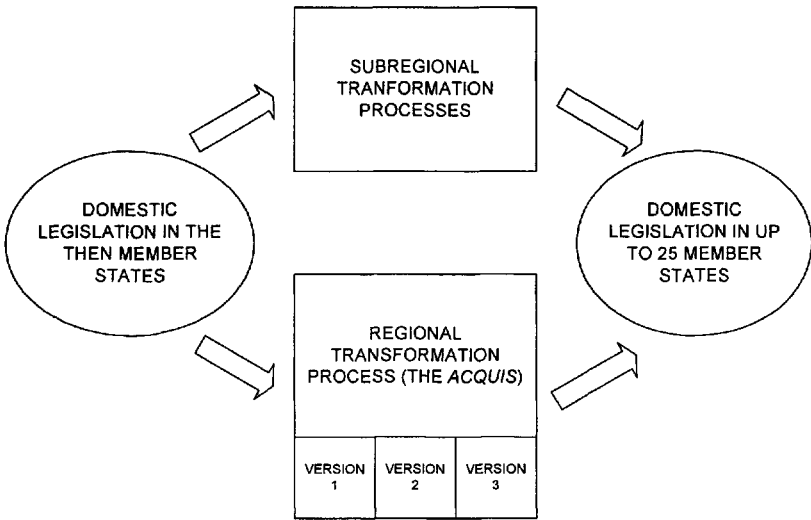 SUBREGIONAL
TRANFORMATION
PROCESSES
DOMESTIC
LEGISLATION IN THE
THEN MEMBER
STATES
DOMESTIC
LEGISLATION IN UP
TO 25 MEMBER
STATES
REGIONAL
TRANSFORMATION
PROCESS (THE ACQUIS)
VERSION
1
VERSION
2
VERSION
3